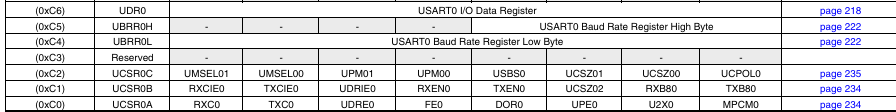 (0xC6) UDR0 USART0 I/O Data Register page 218
(0xC5) UBRR0H - - - - USART0 Baud Rate Register High Byte page 222
(0xC4) UBRR0L USART0 Baud Rate Register Low Byte page 222
(0xC3) Reserved - - - - - - - -
(0xC2) UCSR0C UMSEL01 UMSEL00 UPM01 UPM00 USBS0 UCSZ01 UCSZ00 UCPOL0 page 235
(0xC1) UCSR0B RXCIE0 TXCIE0 UDRIE0 RXEN0 TXEN0 UCSZ02 RXB80 TXB80 page 234
(0xC0) UCSR0A RXC0 TXC0 UDRE0 FE0 DOR0 UPE0 U2X0 MPCM0 page 234